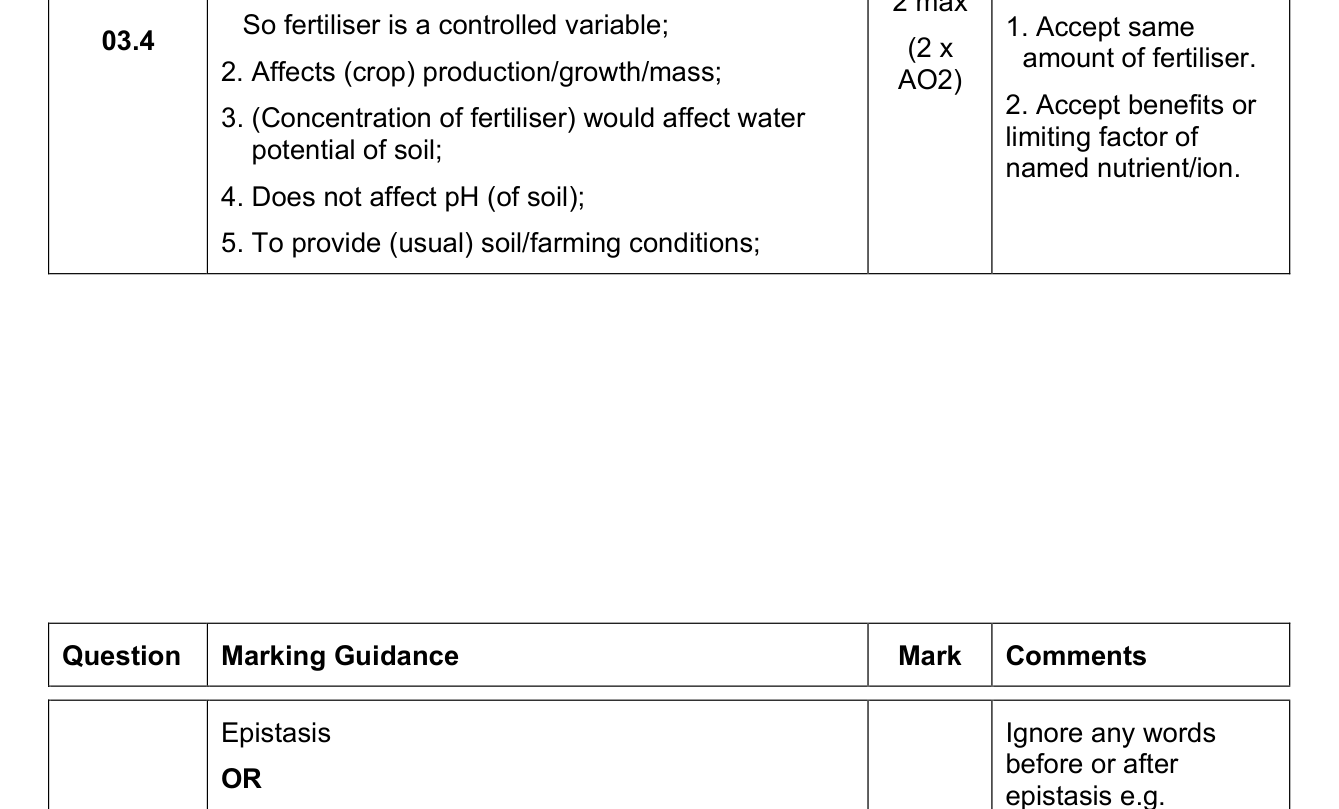 03.4
So fertiliser is a controlled variable;
2. Affects (crop) production/growth/mass;
3. (Concentration of fertiliser) would affect water
potential of soil;
4. Does not affect pH (of soil);
5. To provide (usual) soil/farming conditions;
2 max
(2 x
AO2)
1. Accept same
amount of fertiliser.
2. Accept benefits or
limiting factor of
named nutrient/ion.
Question
Marking Guidance
Mark
Comments
Epistasis
OR
Ignore any words
before or after
epistasis e.g.